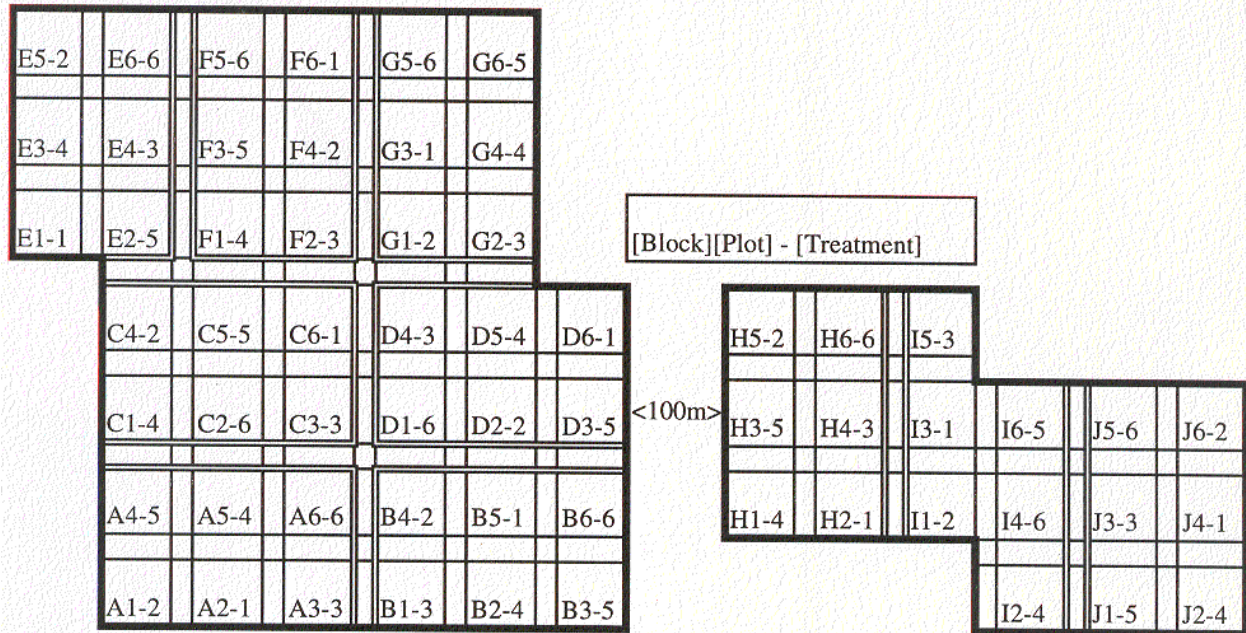 E5-2 E6-6 F5-6 F6-1 G5-6 G6-5
E3-4 E4-3 F3-5 F4-2 G3-1 G4-4
E1-1 E2-5 F1-4 F2-3 G1-2 G2-3
[Block][Plot] - [Treatment]
C4-2 C5-5 C6-1 D4-3 D5-4 D6-1 H5-2 H6-6 I5-3
C1-4 C2-6 C3-3 D1-6 D2-2 D3-5 <100m> H3-5 H4-3 I3-1 I6-5 J5-6 J6-2
A4-5 A5-4 A6-6 B4-2 B5-1 B6-6 H1-4 H2-1 I1-2 I4-6 J3-3 J4-1
A1-2 A2-1 A3-3 B1-3 B2-4 B3-5 I2-4 J1-5 J2-4